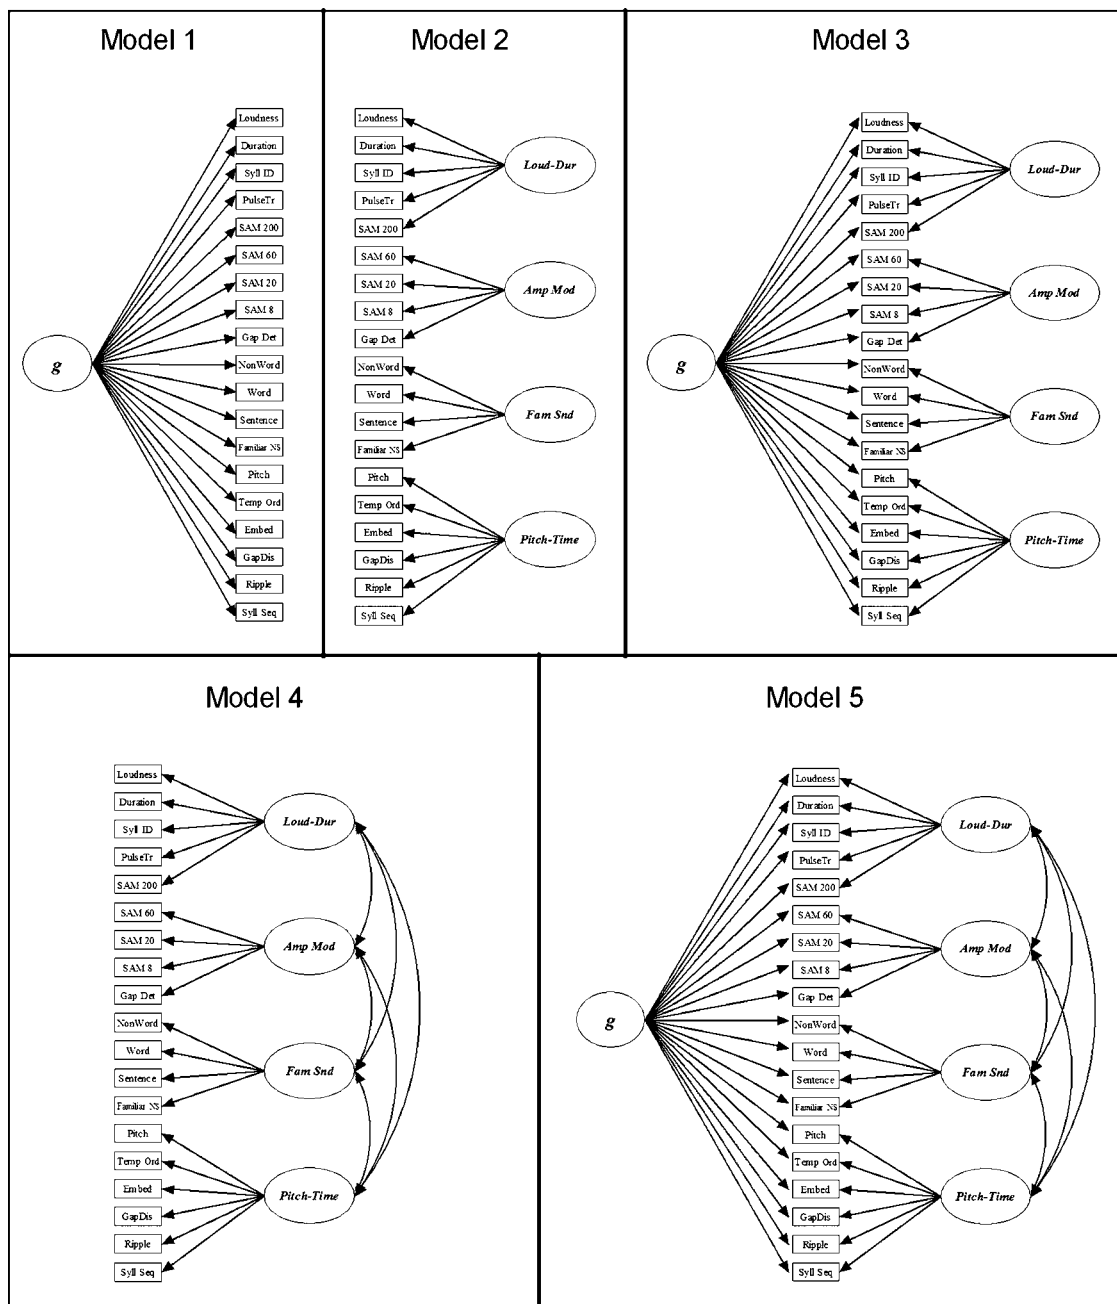 Model 1
Loudness
Duration
Syll ID
PulseTr
SAM 200
SAM 60
SAM 20
SAM 8
Gap Det
NonWord
Word
Sentence
Familiar NS
Pitch
Temp Ord
Embed
GapDis
Ripple
Syll Seq
g
Model 2
Loudness
Duration
Syll ID
PulseTr
SAM 200
SAM 60
SAM 20
SAM 8
Gap Det
NonWord
Word
Sentence
Familiar NS
Pitch
Temp Ord
Embed
GapDis
Ripple
Syll Seq
Loud-Dur
Amp Mod
Fam Snd
Pitch-Time
Model 3
g
Loudness
Duration
Syll ID
PulseTr
SAM 200
SAM 60
SAM 20
SAM 8
Gap Det
NonWord
Word
Sentence
Familiar NS
Pitch
Temp Ord
Embed
GapDis
Ripple
Syll Seq
Loud-Dur
Amp Mod
Fam Snd
Pitch-Time
Model 4
Loudness
Duration
Syll ID
PulseTr
SAM 200
SAM 60
SAM 20
SAM 8
Gap Det
NonWord
Word
Sentence
Familiar NS
Pitch
Temp Ord
Embed
GapDis
Ripple
Syll Seq
Loud-Dur
Amp Mod
Fam Snd
Pitch-Time
Model 5
g
Loudness
Duration
Syll ID
PulseTr
SAM 200
SAM 60
SAM 20
SAM 8
Gap Det
NonWord
Word
Sentence
Familiar NS
Pitch
Temp Ord
Embed
GapDis
Ripple
Syll Seq
Loud-Dur
Amp Mod
Fam Snd
Pitch-Time